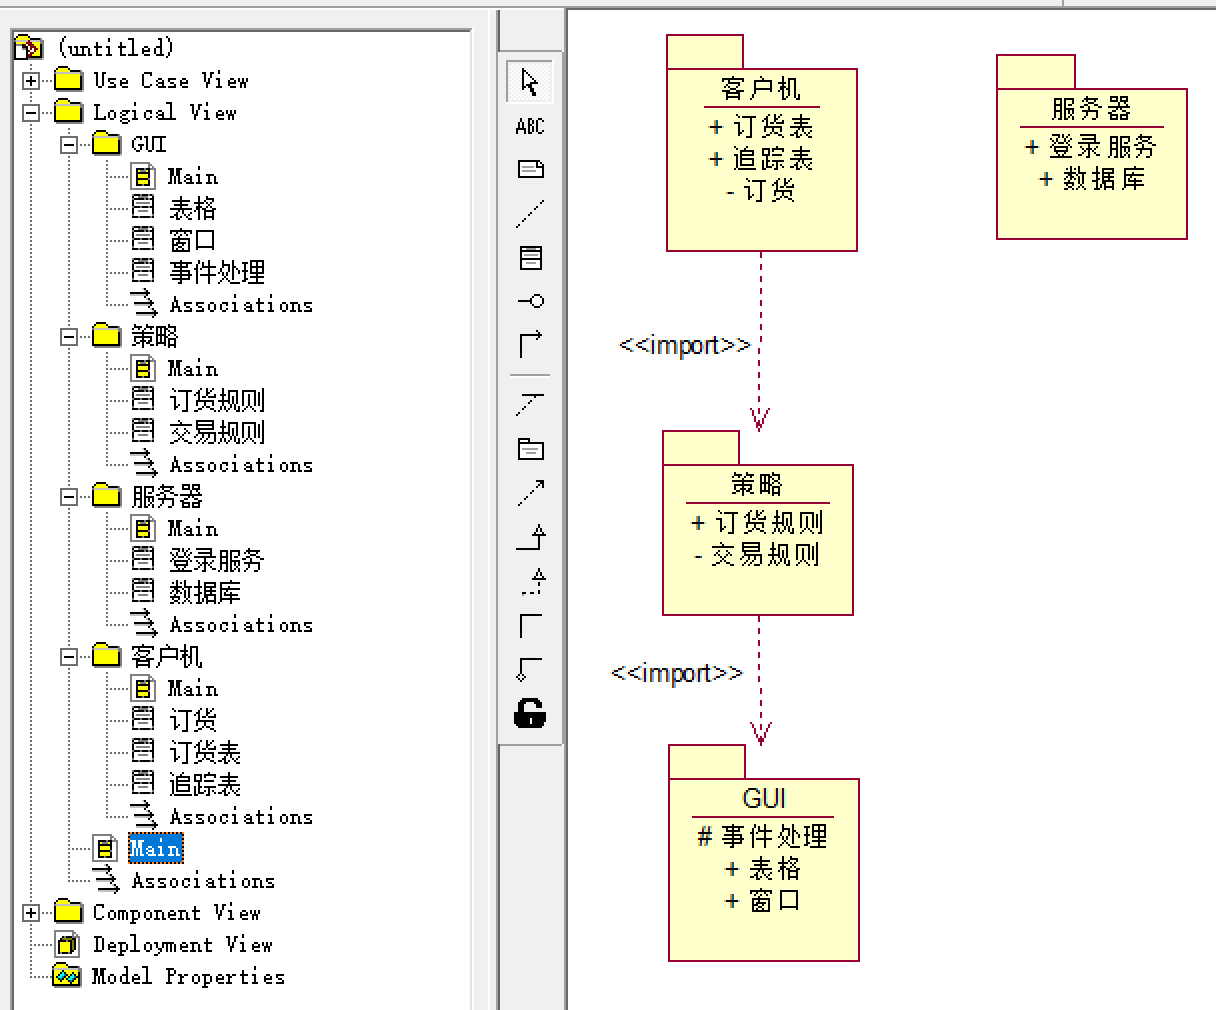 (untitled)
Use Case View
Logical View
GUI
Main
表格
窗口
事件处理
Associations
策略
Main
订货规则
交易规则
Associations
服务器
Main
登录服务
数据库
Associations
客户机
Main
订货
订货表
追踪表
Associations
Main
Associations
Component View
Deployment View
Model Properties
ABC
客户机
+ 订货表
+ 追踪表
- 订货
服务器
+ 登录服务
+ 数据库
<<import>>
策略
+ 订货规则
- 交易规则
<<import>>
GUI
# 事件处理
+ 表格
+ 窗口